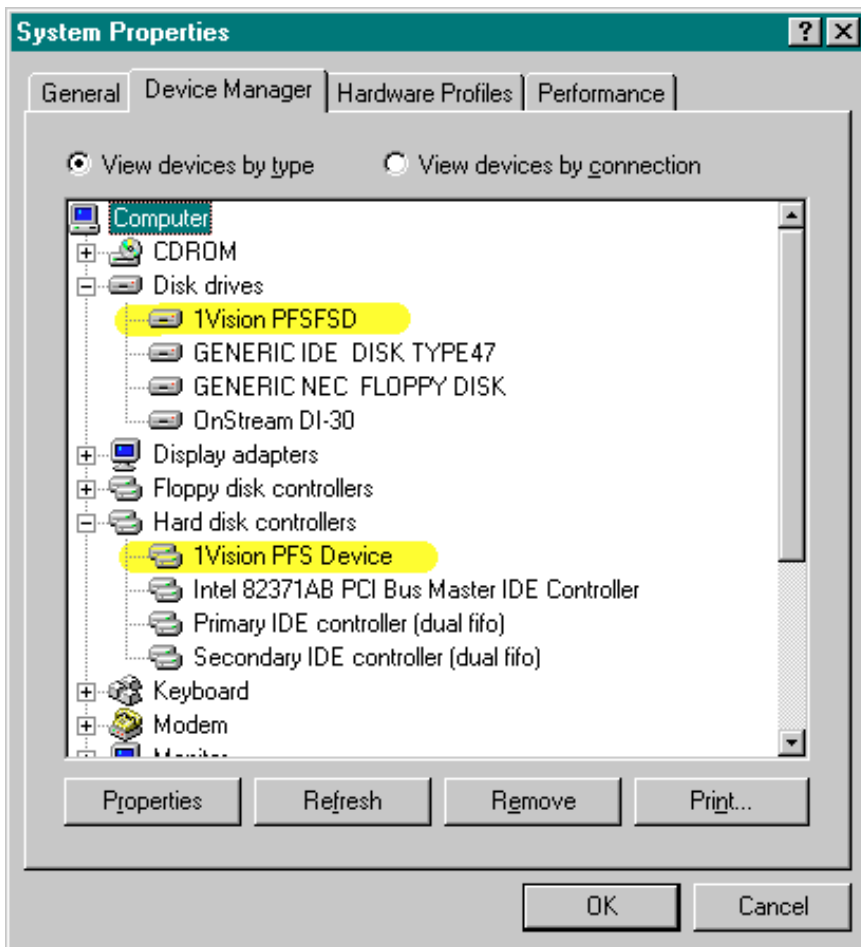 System Properties
General Device Manager Hardware Profiles Performance
View devices by type View devices by connection
Computer
CDROM
Disk drives
1Vision PFSFSD
GENERIC IDE DISK TYPE47
GENERIC NEC FLOPPY DISK
OnStream DI-30
Display adapters
Floppy disk controllers
Hard disk controllers
1Vision PFS Device
Intel 82371AB PCI Bus Master IDE Controller
Primary IDE controller (dual fifo)
Secondary IDE controller (dual fifo)
Keyboard
Modem
Monitor
Properties Refresh Remove Print...
OK Cancel